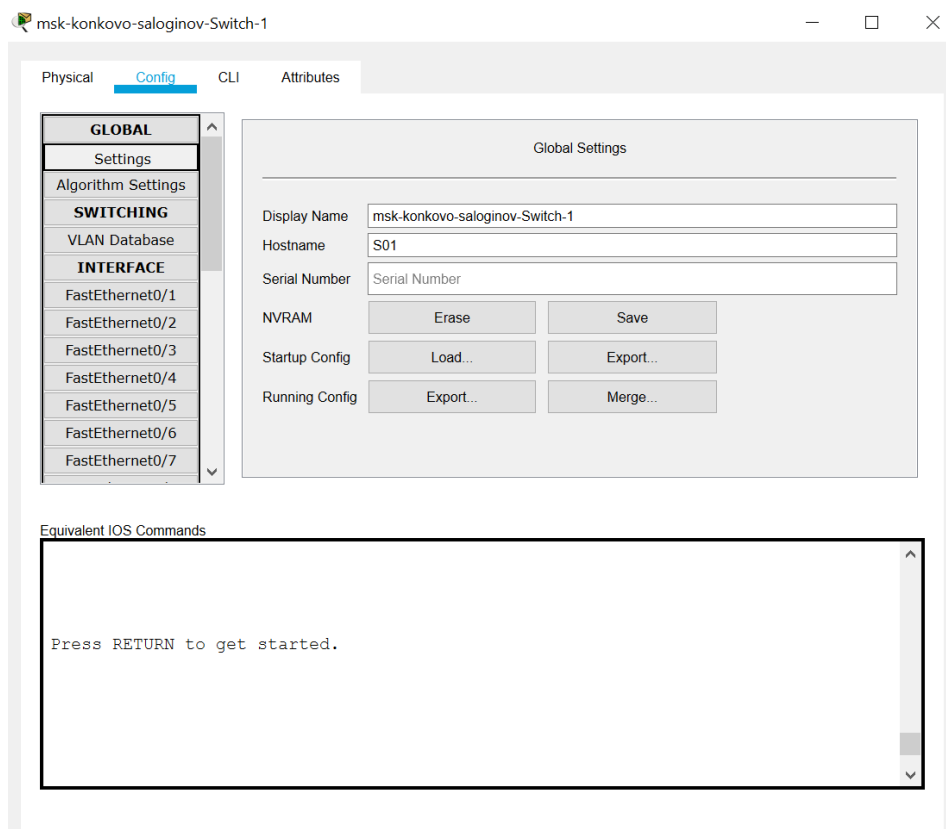 msk-konkovo-saloginov-Switch-1
Physical Config CLI Attributes
GLOBAL
Settings
Algorithm Settings
SWITCHING
VLAN Database
INTERFACE
FastEthernet0/1
FastEthernet0/2
FastEthernet0/3
FastEthernet0/4
FastEthernet0/5
FastEthernet0/6
FastEthernet0/7
Global Settings
Display Name msk-konkovo-saloginov-Switch-1
Hostname S01
Serial Number Serial Number
NVRAM Erase Save
Startup Config Load... Export...
Running Config Export... Merge...
Equivalent IOS Commands
Press RETURN to get started.